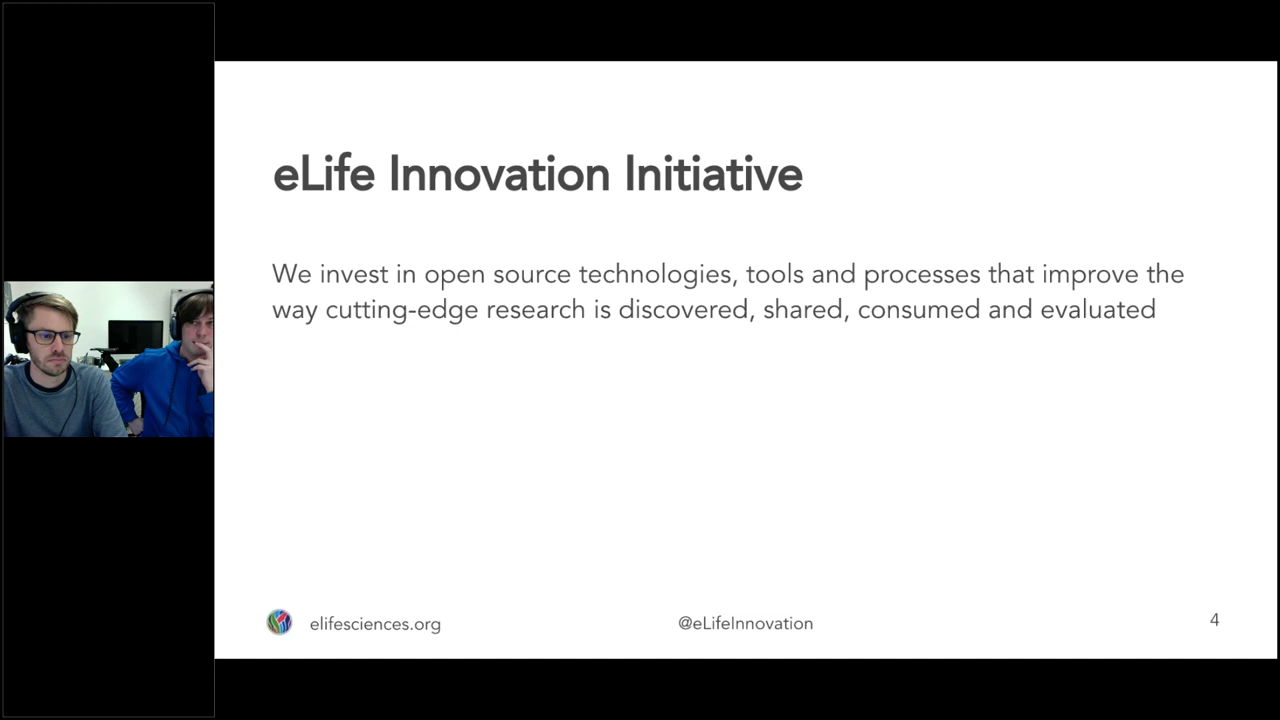 eLife Innovation Initiative
We invest in open source technologies, tools and processes that improve the
way cutting-edge research is discovered, shared, consumed and evaluated
elifesciences.org
@eLifeInnovation
4